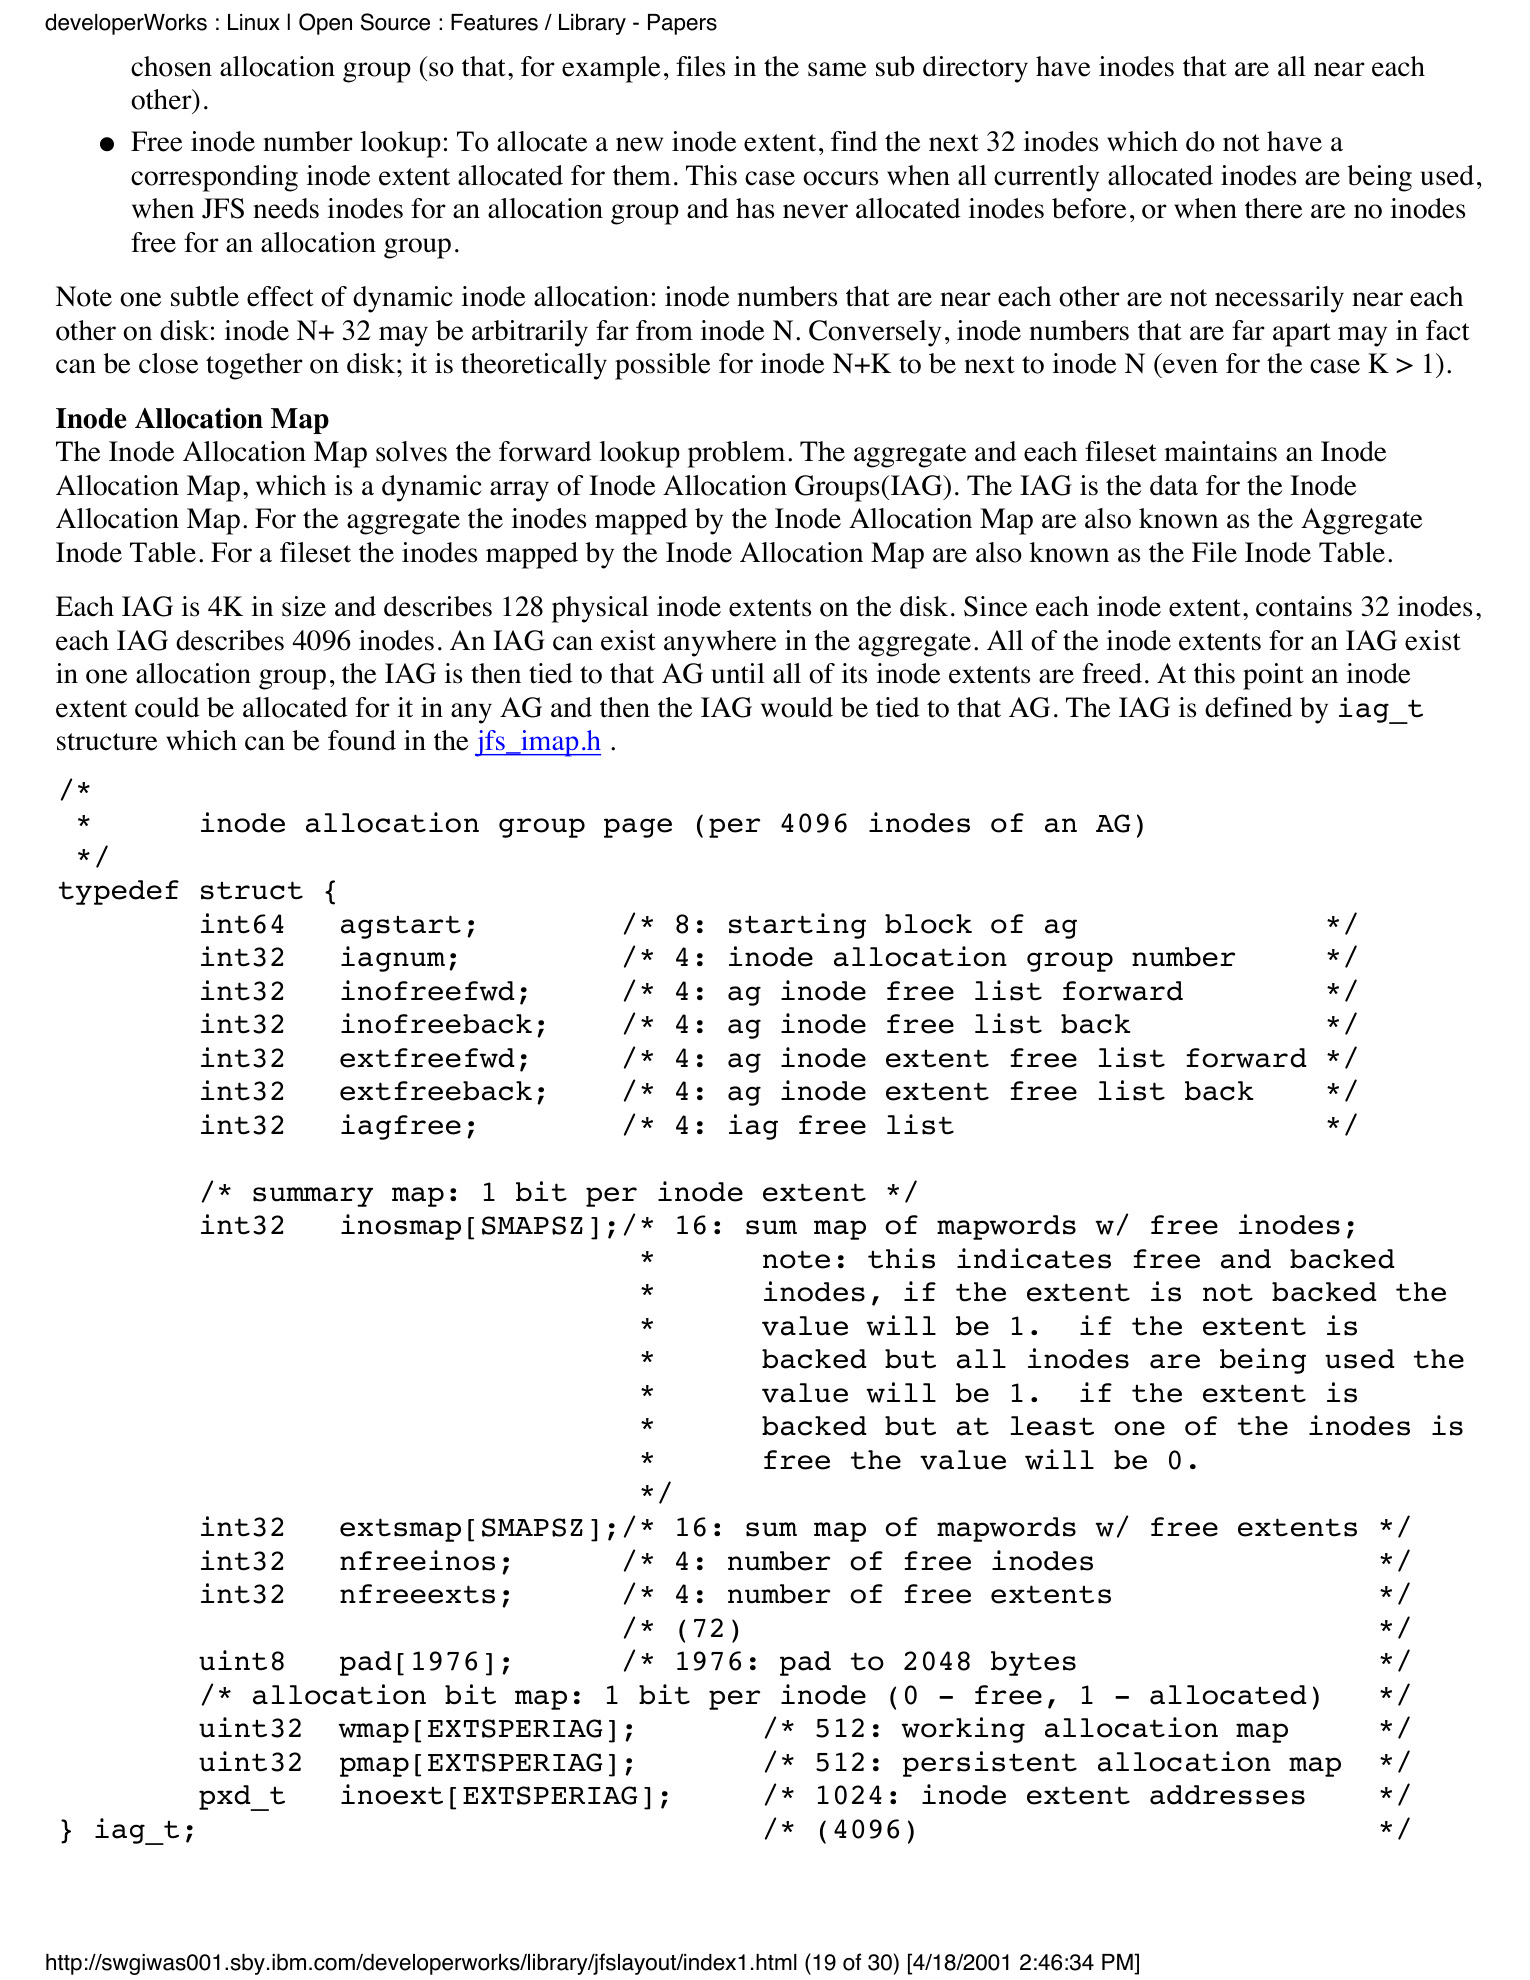 developerWorks : Linux | Open Source : Features / Library - Papers
chosen allocation group (so that, for example, files in the same sub directory have inodes that are all near each
other).
● Free inode number lookup: To allocate a new inode extent, find the next 32 inodes which do not have a
corresponding inode extent allocated for them. This case occurs when all currently allocated inodes are being used,
when JFS needs inodes for an allocation group and has never allocated inodes before, or when there are no inodes
free for an allocation group.
Note one subtle effect of dynamic inode allocation: inode numbers that are near each other are not necessarily near each
other on disk: inode N+ 32 may be arbitrarily far from inode N. Conversely, inode numbers that are far apart may in fact
can be close together on disk; it is theoretically possible for inode N+K to be next to inode N (even for the case K > 1).
Inode Allocation Map
The Inode Allocation Map solves the forward lookup problem. The aggregate and each fileset maintains an Inode
Allocation Map, which is a dynamic array of Inode Allocation Groups(IAG). The IAG is the data for the Inode
Allocation Map. For the aggregate the inodes mapped by the Inode Allocation Map are also known as the Aggregate
Inode Table. For a fileset the inodes mapped by the Inode Allocation Map are also known as the File Inode Table.
Each IAG is 4K in size and describes 128 physical inode extents on the disk. Since each inode extent, contains 32 inodes,
each IAG describes 4096 inodes. An IAG can exist anywhere in the aggregate. All of the inode extents for an IAG exist
in one allocation group, the IAG is then tied to that AG until all of its inode extents are freed. At this point an inode
extent could be allocated for it in any AG and then the IAG would be tied to that AG. The IAG is defined by iag_t
structure which can be found in the jfs_imap.h .
/*
 *      inode allocation group page (per 4096 inodes of an AG)
 */
typedef struct {
        int64   agstart;        /* 8: starting block of ag              */
        int32   iagnum;         /* 4: inode allocation group number     */
        int32   inofreefwd;     /* 4: ag inode free list forward        */
        int32   inofreeback;    /* 4: ag inode free list back           */
        int32   extfreefwd;     /* 4: ag inode extent free list forward */
        int32   extfreeback;    /* 4: ag inode extent free list back    */
        int32   iagfree;        /* 4: iag free list                     */
        /* summary map: 1 bit per inode extent */
        int32   inosmap[SMAPSZ];/* 16: sum map of mapwords w/ free inodes;
                                 *      note: this indicates free and backed
                                 *      inodes, if the extent is not backed the
                                 *      value will be 1.  if the extent is
                                 *      backed but all inodes are being used the
                                 *      value will be 1.  if the extent is
                                 *      backed but at least one of the inodes is
                                 *      free the value will be 0.
                                 */
        int32   extsmap[SMAPSZ];/* 16: sum map of mapwords w/ free extents */
        int32   nfreeinos;      /* 4: number of free inodes                */
        int32   nfreeexts;      /* 4: number of free extents               */
                                /* (72)                                    */
        uint8   pad[1976];      /* 1976: pad to 2048 bytes                 */
        /* allocation bit map: 1 bit per inode (0 - free, 1 - allocated)   */
        uint32  wmap[EXTSPERIAG];       /* 512: working allocation map     */
        uint32  pmap[EXTSPERIAG];       /* 512: persistent allocation map  */
        pxd_t   inoext[EXTSPERIAG];     /* 1024: inode extent addresses    */
} iag_t;                                /* (4096)                          */
http://swgiwas001.sby.ibm.com/developerworks/library/jfslayout/index1.html (19 of 30) [4/18/2001 2:46:34 PM]